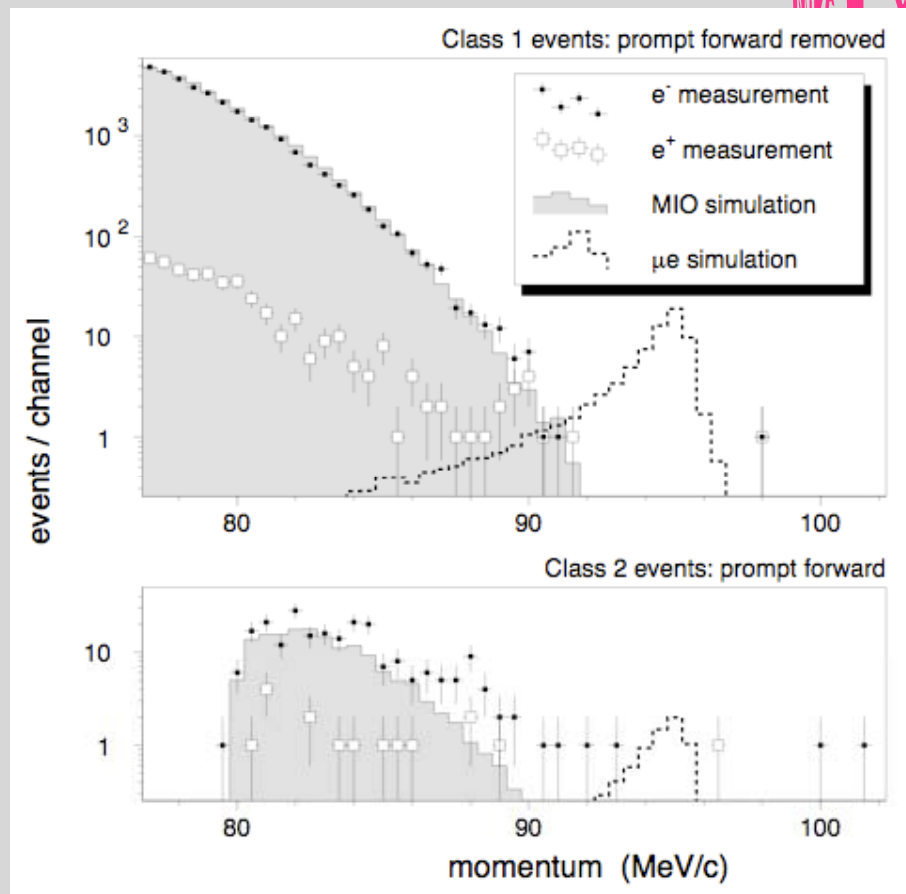 Class 1 events: prompt forward removed
e⁻ measurement
e⁺ measurement
MIO simulation
μe simulation
10³
10²
10
1
80
90
100
events / channel
Class 2 events: prompt forward
10
1
80
90
100
momentum (MeV/c)